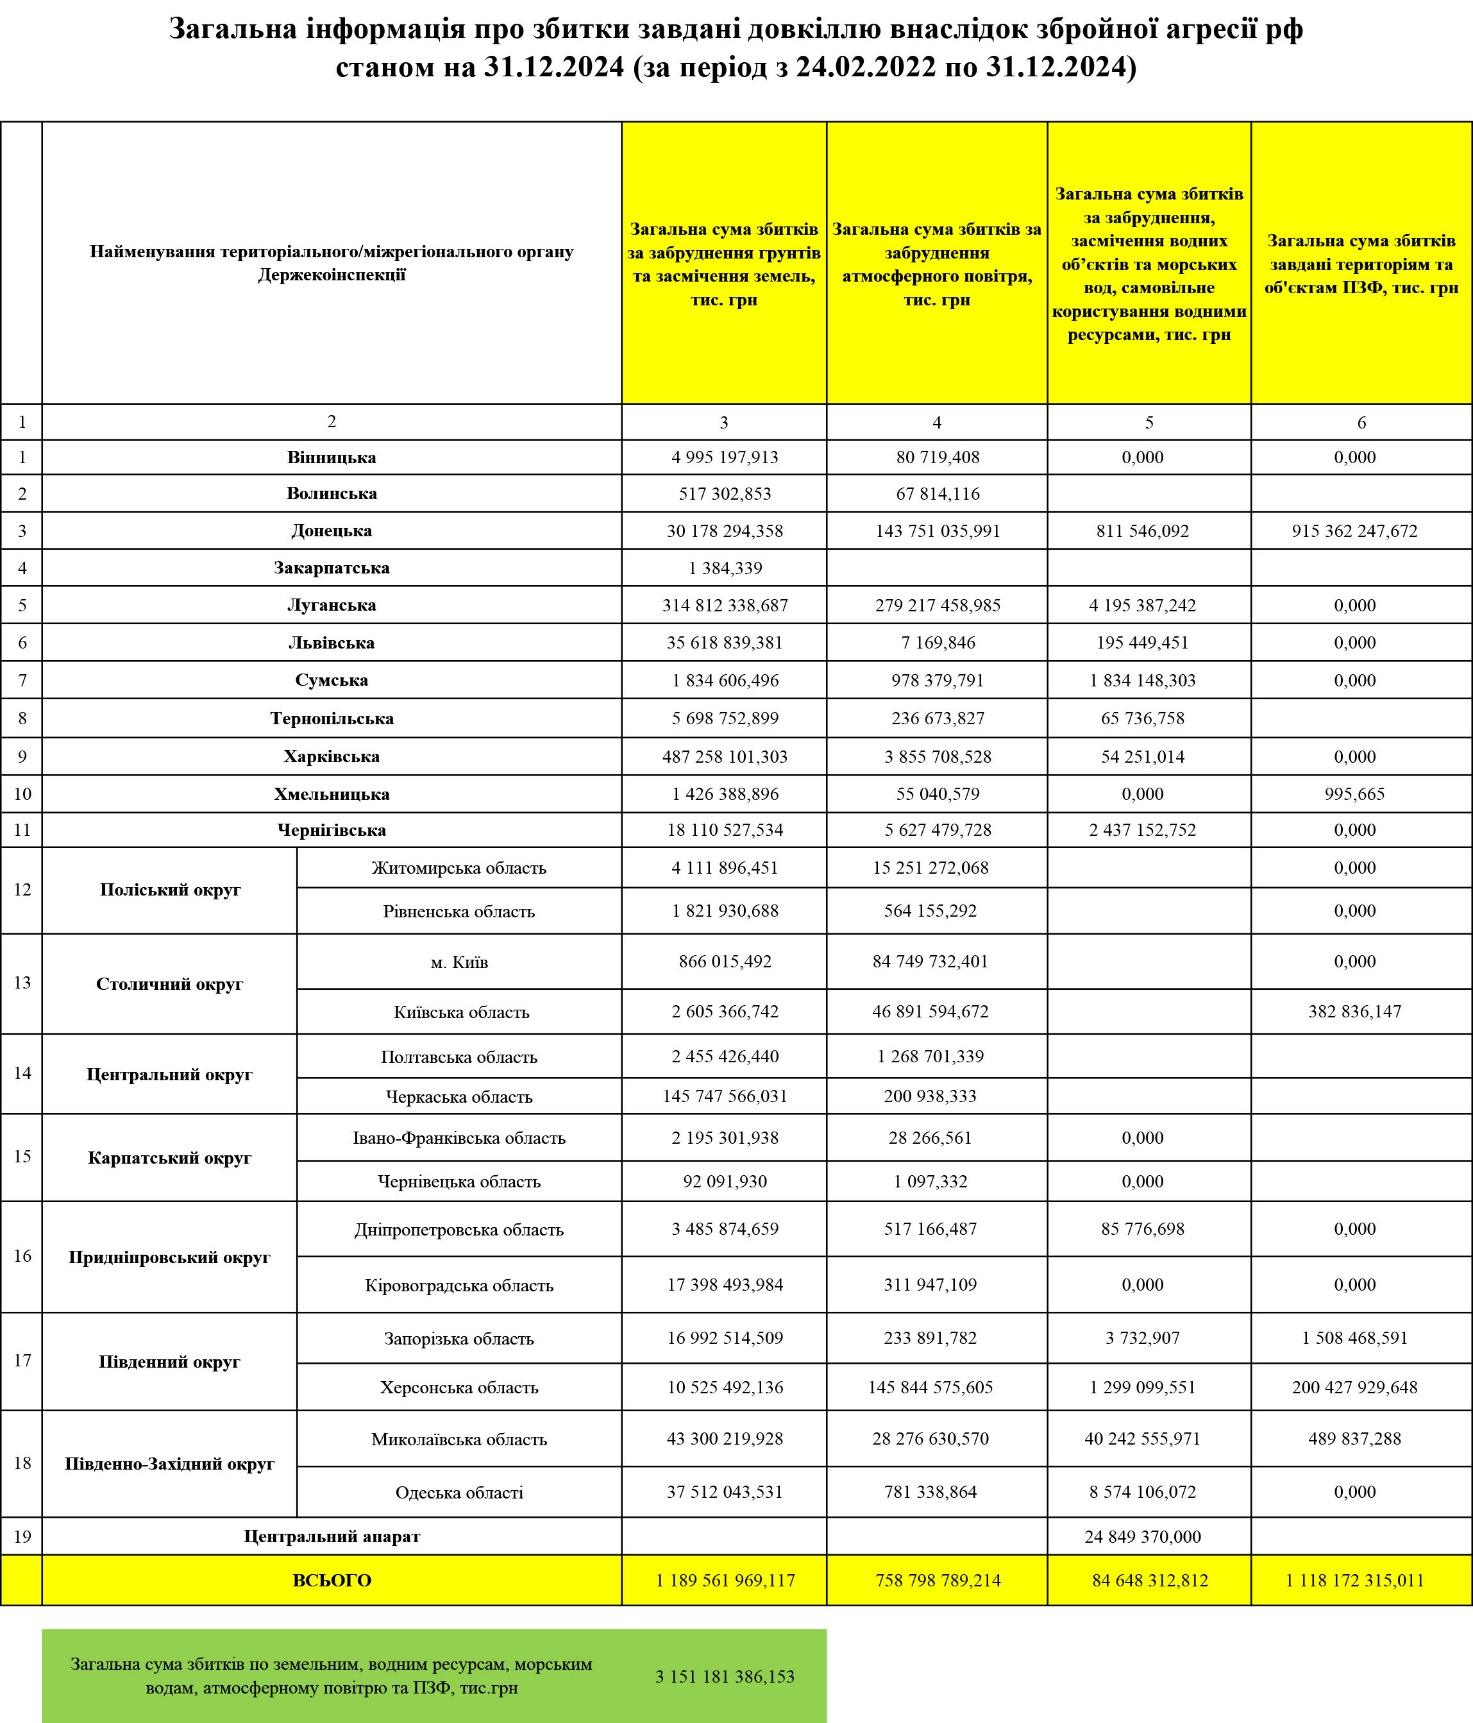 Загальна інформація про збитки завдані довкіллю внаслідок збройної агресії рф
станом на 31.12.2024 (за період з 24.02.2022 по 31.12.2024)
Найменування територіального/міжрегіонального органу
Держекоінспекції
Загальна сума збитків
за забруднення грунтів
та засмічення земель,
тис. грн
Загальна сума збитків за
забруднення
атмосферного повітря,
тис. грн
Загальна сума збитків
за забруднення,
засмічення водних
об’єктів та морських
вод, самовільне
користування водними
ресурсами, тис. грн
Загальна сума збитків
завдані територіям та
об'єктам ПЗФ, тис. грн
1 2 3 4 5 6
1 Вінницька 4 995 197,913 80 719,408 0,000 0,000
2 Волинська 517 302,853 67 814,116
3 Донецька 30 178 294,358 143 751 035,991 811 546,092 915 362 247,672
4 Закарпатська 1 384,339
5 Луганська 314 812 338,687 279 217 458,985 4 195 387,242 0,000
6 Львівська 35 618 839,381 7 169,846 195 449,451 0,000
7 Сумська 1 834 606,496 978 379,791 1 834 148,303 0,000
8 Тернопільська 5 698 752,899 236 673,827 65 736,758
9 Харківська 487 258 101,303 3 855 708,528 54 251,014 0,000
10 Хмельницька 1 426 388,896 55 040,579 0,000 995,665
11 Чернігівська 18 110 527,534 5 627 479,728 2 437 152,752 0,000
12 Поліський округ
Житомирська область 4 111 896,451 15 251 272,068 0,000
Рівненська область 1 821 930,688 564 155,292 0,000
13 Столичний округ
м. Київ 866 015,492 84 749 732,401 0,000
Київська область 2 605 366,742 46 891 594,672 382 836,147
14 Центральний округ
Полтавська область 2 455 426,440 1 268 701,339
Черкаська область 145 747 566,031 200 938,333
15 Карпатський округ
Івано-Франківська область 2 195 301,938 28 266,561 0,000
Чернівецька область 92 091,930 1 097,332 0,000
16 Придніпровський округ
Дніпропетровська область 3 485 874,659 517 166,487 85 776,698 0,000
Кіровоградська область 17 398 493,984 311 947,109 0,000 0,000
17 Південний округ
Запорізька область 16 992 514,509 233 891,782 3 732,907 1 508 468,591
Херсонська область 10 525 492,136 145 844 575,605 1 299 099,551 200 427 929,648
18 Південно-Західний округ
Миколаївська область 43 300 219,928 28 276 630,570 40 242 555,971 489 837,288
Одеська області 37 512 043,531 781 338,864 8 574 106,072 0,000
19 Центральний апарат 24 849 370,000
ВСЬОГО 1 189 561 969,117 758 798 789,214 84 648 312,812 1 118 172 315,011
Загальна сума збитків по земельним, водним ресурсам, морським
водам, атмосферному повітрю та ПЗФ, тис.грн
3 151 181 386,153